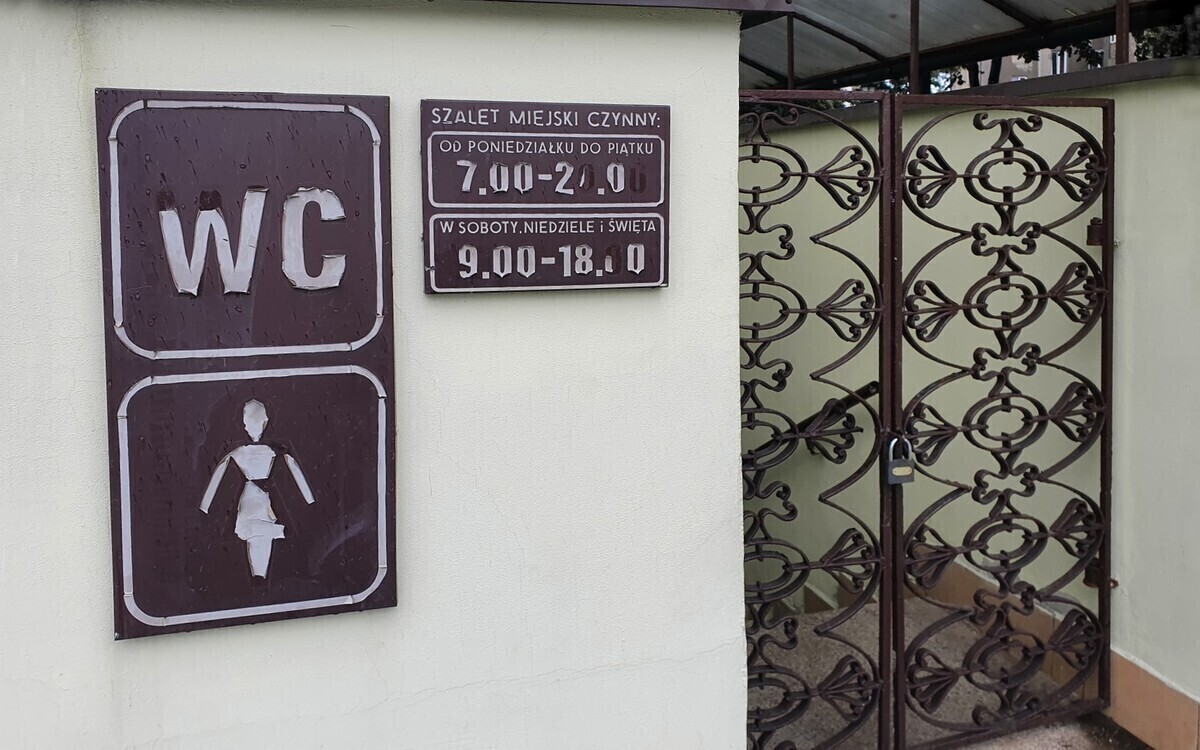 WC
SZALET MIEJSKI CZYNNY:
OD PONIEDZIAŁKU DO PIĄTKU
7.00-20.00
W SOBOTY, NIEDZIELE i ŚWIĘTA
9.00-18.00